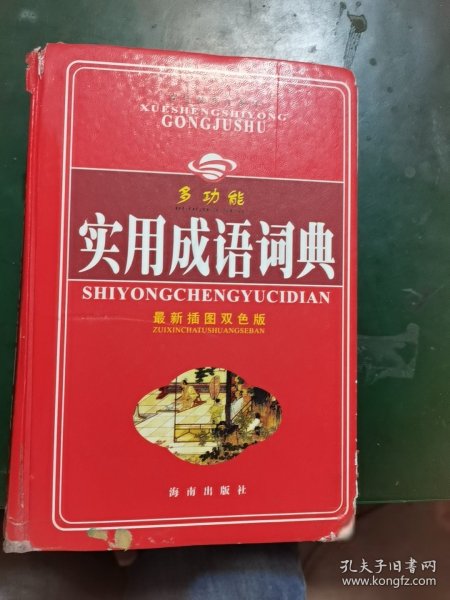 XUESHENGSHIYONG
GONGJUSHU
多功能
实用成语词典
SHIYONGCHENGYUCIDIAN
最新插图双色版
ZUIXINCHATUSHUANGSEBAN
海南出版社
孔夫子旧书网
www.kongfz.com